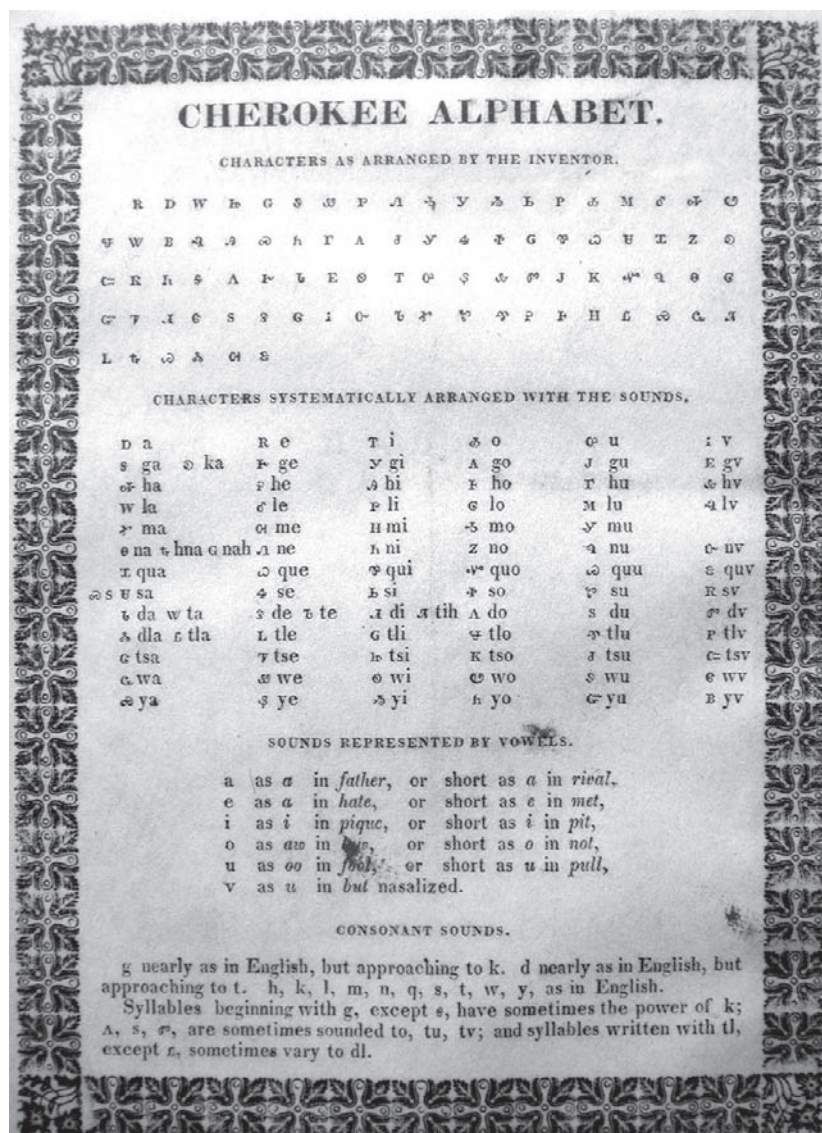 CHEROKEE ALPHABET.
CHARACTERS AS ARRANGED BY THE INVENTOR.
Ꭱ Ꭰ Ꮃ Ꮵ Ꮐ Ꮽ Ꮺ Ꮅ Ꮑ Ꮌ Ꭹ Ᏹ Ꮟ Ꮲ Ꭳ Ꮇ Ꮄ Ꭽ Ꮼ
Ꮰ Ꮤ Ᏼ Ꮈ Ꭿ Ꮝ Ᏺ Ꮁ Ꭺ Ꮷ Ꮍ Ꮞ Ꮠ Ꮯ Ꮘ Ꮗ Ꮜ Ꮖ Ꮓ Ꭷ
Ꮸ Ꮢ Ꮒ Ꭶ Ꮩ Ꭸ Ꮣ Ꭼ Ꮻ Ꭲ Ꭴ Ᏸ Ꮂ Ꮫ Ꭻ Ꮶ Ꮙ Ꮔ Ꮎ Ꮆ
Ᏻ Ꮴ Ꮧ Ꮾ Ꮪ Ꮥ Ꮳ Ꭵ Ꮕ Ꮦ Ꮉ Ꮡ Ꮱ Ꭾ Ꮀ Ꮋ Ꮭ Ꮿ Ꮹ Ꮨ
Ꮮ Ꮏ Ꮚ Ꮬ Ꮊ Ꮛ
CHARACTERS SYSTEMATICALLY ARRANGED WITH THE SOUNDS.
Ꭰ a Ꭱ e Ꭲ i Ꭳ o Ꭴ u Ꭵ v
Ꭶ ga Ꭷ ka Ꭸ ge Ꭹ gi Ꭺ go Ꭻ gu Ꭼ gv
Ꭽ ha Ꭾ he Ꭿ hi Ꮀ ho Ꮁ hu Ꮂ hv
Ꮃ la Ꮄ le Ꮅ li Ꮆ lo Ꮇ lu Ꮈ lv
Ꮉ ma Ꮊ me Ꮋ mi Ꮌ mo Ꮍ mu
Ꮎ na Ꮏ hna Ꮐ nah Ꮑ ne Ꮒ ni Ꮓ no Ꮔ nu Ꮕ nv
Ꮖ qua Ꮗ que Ꮘ qui Ꮙ quo Ꮚ quu Ꮛ quv
Ꮝ s Ꮜ sa Ꮞ se Ꮟ si Ꮠ so Ꮡ su Ꮢ sv
Ꮣ da Ꮤ ta Ꮥ de Ꮦ te Ꮧ di Ꮨ tih Ꮩ do Ꮪ du Ꮫ dv
Ꮬ dla Ꮭ tla Ꮮ tle Ꮯ tli Ꮰ tlo Ꮱ tlu Ꮲ tlv
Ꮳ tsa Ꮴ tse Ꮵ tsi Ꮶ tso Ꮷ tsu Ꮸ tsv
Ꮹ wa Ꮺ we Ꮻ wi Ꮼ wo Ꮽ wu Ꮾ wv
Ꮿ ya Ᏸ ye Ᏹ yi Ᏺ yo Ᏻ yu Ᏼ yv
SOUNDS REPRESENTED BY VOWELS.
a as a in father, or short as a in rival,
e as a in hate, or short as e in met,
i as i in pique, or short as i in pit,
o as aw in or short as o in not,
u as oo in fool, or short as u in pull,
v as u in but nasalized.
CONSONANT SOUNDS.
g nearly as in English, but approaching to k. d nearly as in English, but
approaching to t. h, k, l, m, n, q, s, t, w, y, as in English.
Syllables beginning with g, except Ꭶ, have sometimes the power of k;
Ꮩ, Ꮪ, Ꮫ, are sometimes sounded to, tu, tv; and syllables written with tl,
except Ꮭ, sometimes vary to dl.